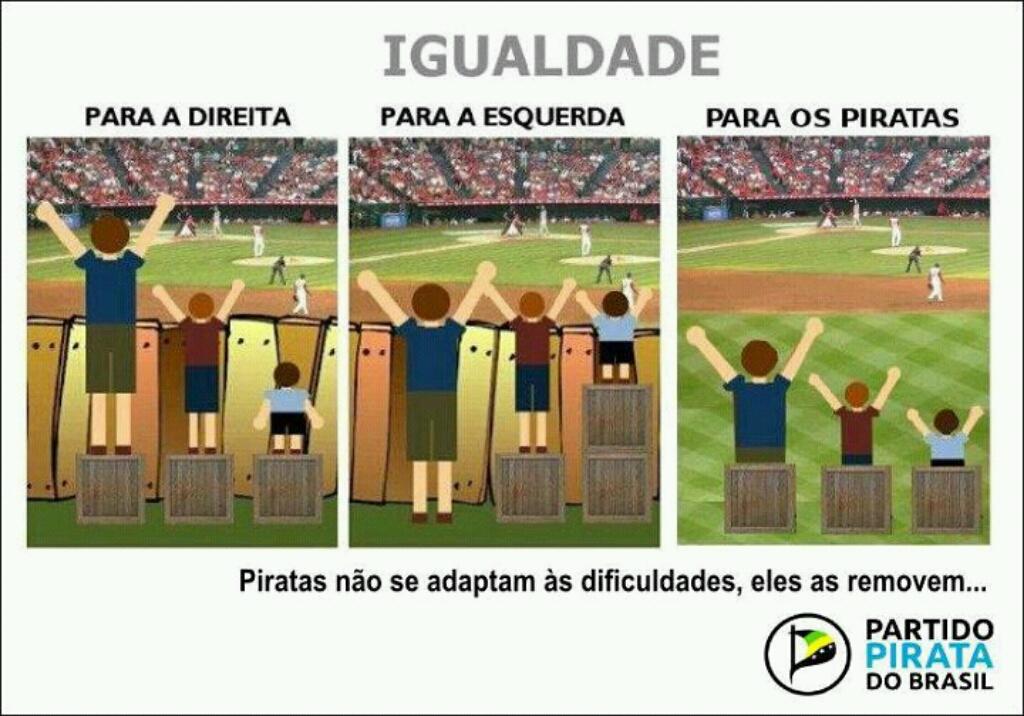 IGUALDADE
PARA A DIREITA
PARA A ESQUERDA
PARA OS PIRATAS
Piratas não se adaptam às dificuldades, eles as removem...
PARTIDO
PIRATA
DO BRASIL